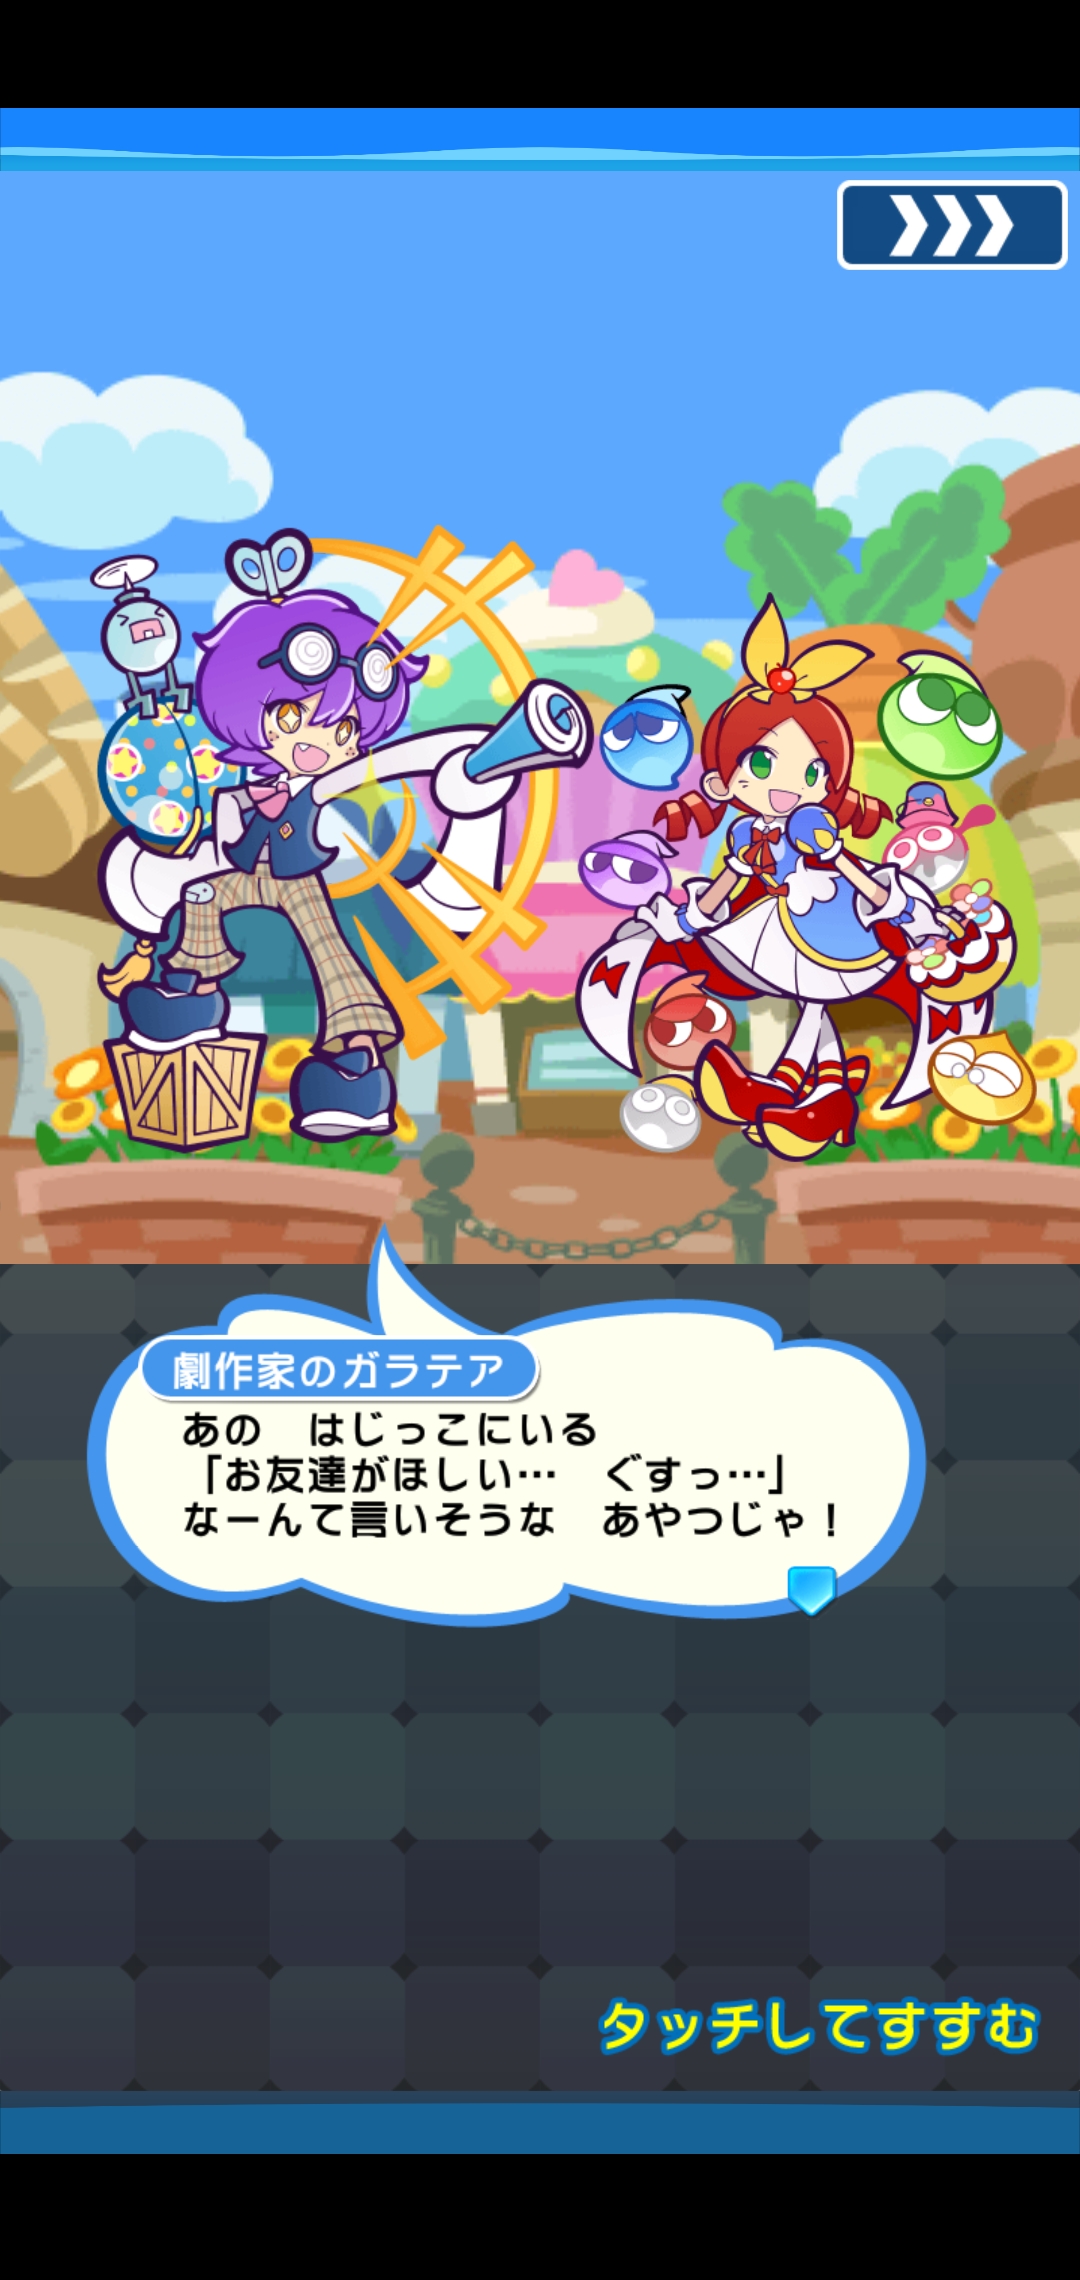 劇作家のガラテア
あの　はじっこにいる
「お友達がほしい…　ぐすっ…」
なーんて言いそうな　あやつじゃ！
タッチしてすすむ